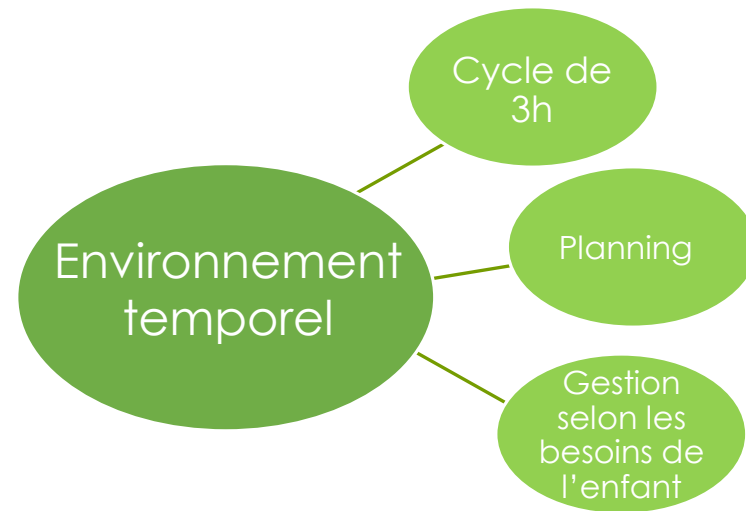 Cycle de
3h
Environnement
temporel
Planning
Gestion
selon les
besoins de
l'enfant